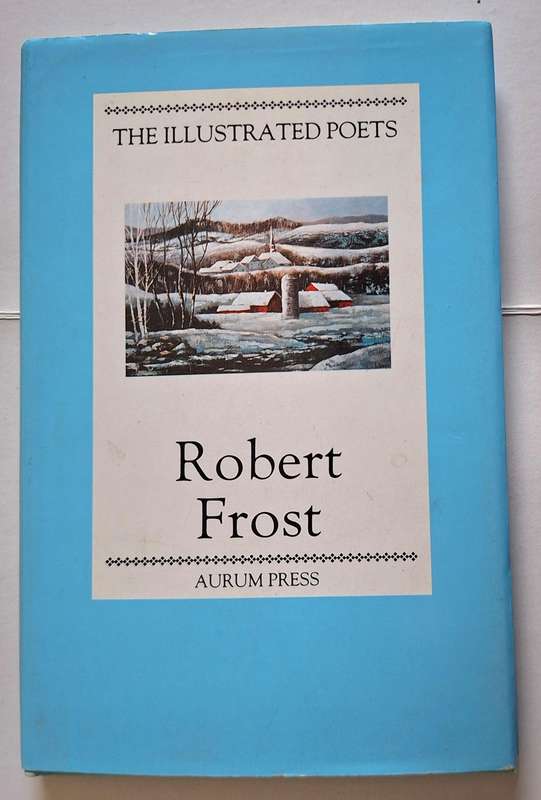 THE ILLUSTRATED POETS
Robert
Frost
AURUM PRESS